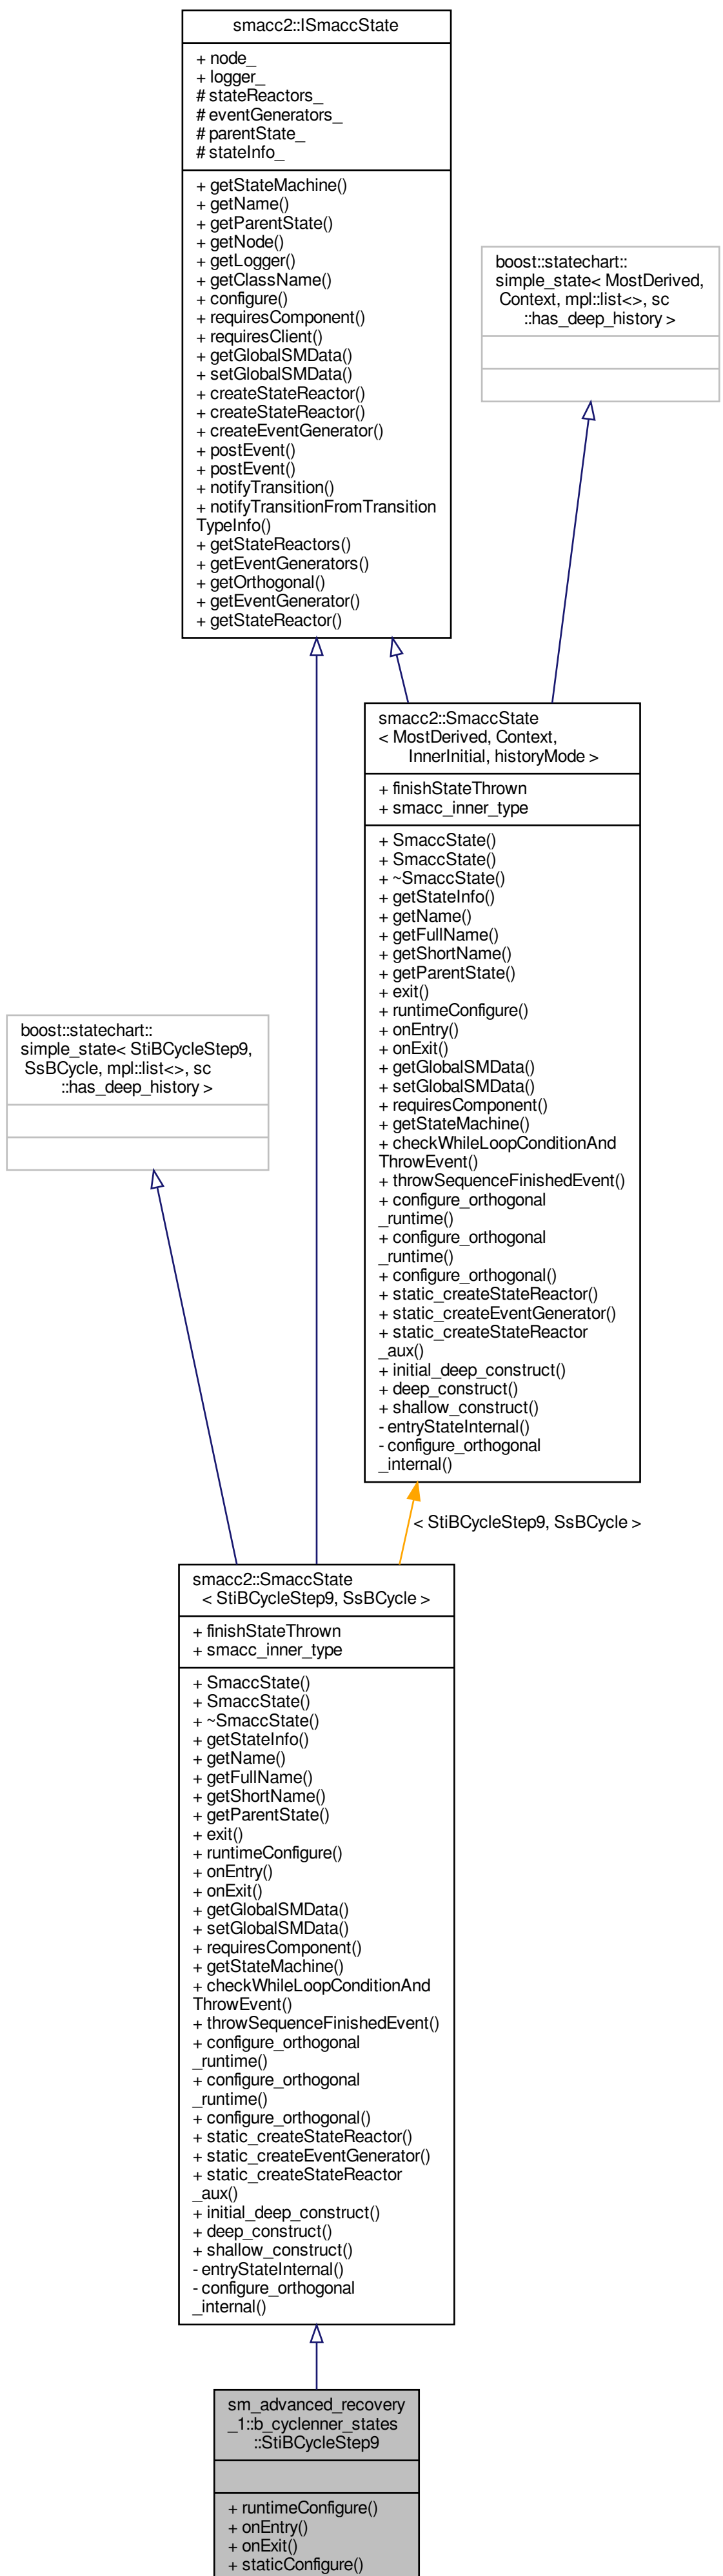 smacc2::ISmaccState
+ node_
+ logger_
# stateReactors_
# eventGenerators_
# parentState_
# stateInfo_
+ getStateMachine()
+ getName()
+ getParentState()
+ getNode()
+ getLogger()
+ getClassName()
+ configure()
+ requiresComponent()
+ requiresClient()
+ getGlobalSMData()
+ setGlobalSMData()
+ createStateReactor()
+ createStateReactor()
+ createEventGenerator()
+ postEvent()
+ postEvent()
+ notifyTransition()
+ notifyTransitionFromTransition
TypeInfo()
+ getStateReactors()
+ getEventGenerators()
+ getOrthogonal()
+ getEventGenerator()
+ getStateReactor()
boost::statechart::
simple_state< MostDerived,
Context, mpl::list<>, sc
::has_deep_history >
smacc2::SmaccState
< MostDerived, Context,
InnerInitial, historyMode >
+ finishStateThrown
+ smacc_inner_type
+ SmaccState()
+ SmaccState()
+ ~SmaccState()
+ getStateInfo()
+ getName()
+ getFullName()
+ getShortName()
+ getParentState()
+ exit()
+ runtimeConfigure()
+ onEntry()
+ onExit()
+ getGlobalSMData()
+ setGlobalSMData()
+ requiresComponent()
+ getStateMachine()
+ checkWhileLoopConditionAnd
ThrowEvent()
+ throwSequenceFinishedEvent()
+ configure_orthogonal
_runtime()
+ configure_orthogonal
_runtime()
+ configure_orthogonal()
+ static_createStateReactor()
+ static_createEventGenerator()
+ static_createStateReactor
_aux()
+ initial_deep_construct()
+ deep_construct()
+ shallow_construct()
- entryStateInternal()
- configure_orthogonal
_internal()
boost::statechart::
simple_state< StiBCycleStep9,
SsBCycle, mpl::list<>, sc
::has_deep_history >
< StiBCycleStep9, SsBCycle >
smacc2::SmaccState
< StiBCycleStep9, SsBCycle >
+ finishStateThrown
+ smacc_inner_type
+ SmaccState()
+ SmaccState()
+ ~SmaccState()
+ getStateInfo()
+ getName()
+ getFullName()
+ getShortName()
+ getParentState()
+ exit()
+ runtimeConfigure()
+ onEntry()
+ onExit()
+ getGlobalSMData()
+ setGlobalSMData()
+ requiresComponent()
+ getStateMachine()
+ checkWhileLoopConditionAnd
ThrowEvent()
+ throwSequenceFinishedEvent()
+ configure_orthogonal
_runtime()
+ configure_orthogonal
_runtime()
+ configure_orthogonal()
+ static_createStateReactor()
+ static_createEventGenerator()
+ static_createStateReactor
_aux()
+ initial_deep_construct()
+ deep_construct()
+ shallow_construct()
- entryStateInternal()
- configure_orthogonal
_internal()
sm_advanced_recovery
_1::b_cyclenner_states
::StiBCycleStep9
+ runtimeConfigure()
+ onEntry()
+ onExit()
+ staticConfigure()